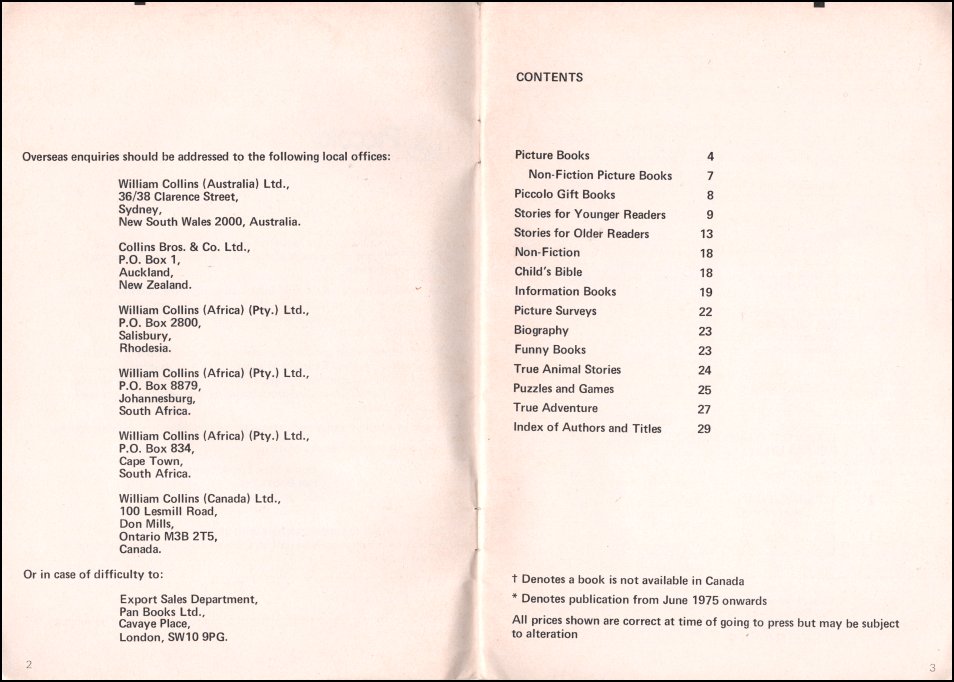 Overseas enquiries should be addressed to the following local offices:
William Collins (Australia) Ltd.,
36/38 Clarence Street,
Sydney,
New South Wales 2000, Australia.
Collins Bros. & Co. Ltd.,
P.O. Box 1,
Auckland,
New Zealand.
William Collins (Africa) (Pty.) Ltd.,
P.O. Box 2800,
Salisbury,
Rhodesia.
William Collins (Africa) (Pty.) Ltd.,
P.O. Box 8879,
Johannesburg,
South Africa.
William Collins (Africa) (Pty.) Ltd.,
P.O. Box 834,
Cape Town,
South Africa.
William Collins (Canada) Ltd.,
100 Lesmill Road,
Don Mills,
Ontario M3B 2T5,
Canada.
Or in case of difficulty to:
Export Sales Department,
Pan Books Ltd.,
Cavaye Place,
London, SW10 9PG.
2
CONTENTS
Picture Books 4
Non-Fiction Picture Books 7
Piccolo Gift Books 8
Stories for Younger Readers 9
Stories for Older Readers 13
Non-Fiction 18
Child's Bible 18
Information Books 19
Picture Surveys 22
Biography 23
Funny Books 23
True Animal Stories 24
Puzzles and Games 25
True Adventure 27
Index of Authors and Titles 29
† Denotes a book is not available in Canada
* Denotes publication from June 1975 onwards
All prices shown are correct at time of going to press but may be subject
to alteration
3